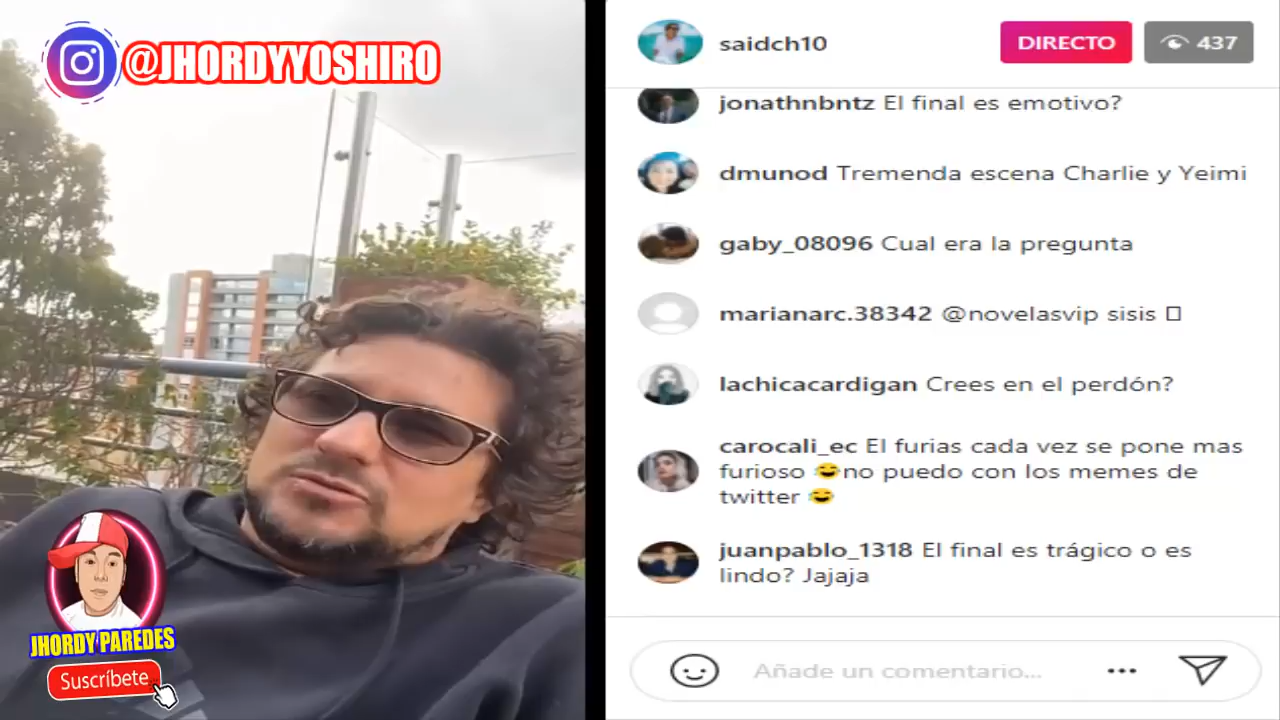 @JHORDYYOSHIRO
JHORDY PAREDES
Suscríbete
saidch10
DIRECTO
437
jonathnbntz El final es emotivo?
dmunod Tremenda escena Charlie y Yeimi
gaby_08096 Cual era la pregunta
marianarc.38342 @novelasvip sisis
lachicacardigan Crees en el perdón?
carocali_ec El furias cada vez se pone mas
furioso 😂no puedo con los memes de
twitter 😂
juanpablo_1318 El final es trágico o es
lindo? Jajaja
Añade un comentario...